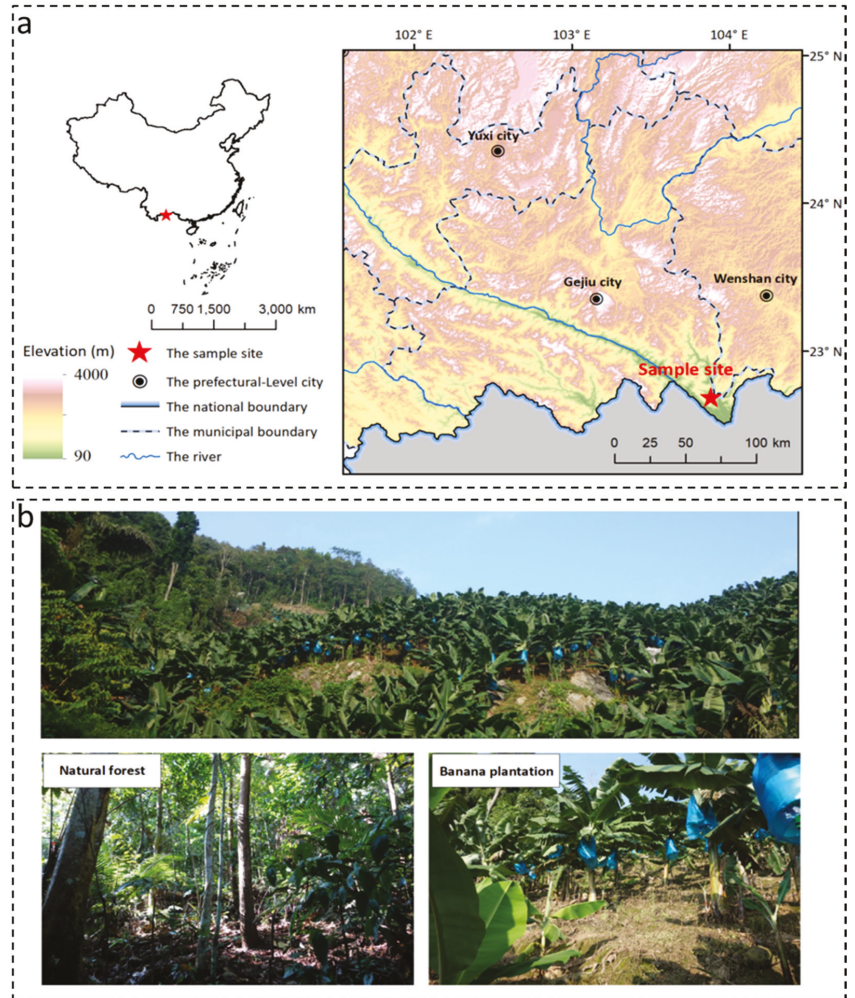 a
102° E 103° E 104° E
25° N
Yuxi city
24° N
Gejiu city
Wenshan city
23° N
Sample site
0 25 50 100 km
0 750 1,500 3,000 km
Elevation (m)
4000
90
The sample site
The prefectural-Level city
The national boundary
The municipal boundary
The river
b
Natural forest
Banana plantation